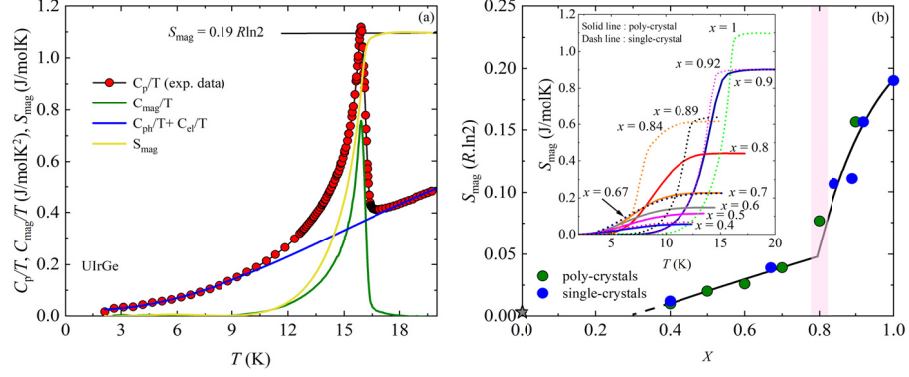 (a)
S_mag = 0.19 Rln2
C_p/T (exp. data)
C_mag/T
C_ph/T + C_el/T
S_mag
UIrGe
C_p/T, C_mag/T (J/molK²), S_mag (J/molK)
1.2
1.0
0.8
0.6
0.4
0.2
0.0
0 3 6 9 12 15 18
T (K)
(b)
Solid line : poly-crystal
Dash line : single-crystal
x = 1
x = 0.92
x = 0.9
x = 0.89
x = 0.84
x = 0.8
x = 0.7
x = 0.67
x = 0.6
x = 0.5
x = 0.4
S_mag (J/molK)
1.1
1.0
0.8
0.6
0.4
0.2
0.0
0 5 10 15 20
T (K)
poly-crystals
single-crystals
S_mag (R.ln2)
0.20
0.15
0.10
0.05
0.00
0.0 0.2 0.4 0.6 0.8 1.0
X